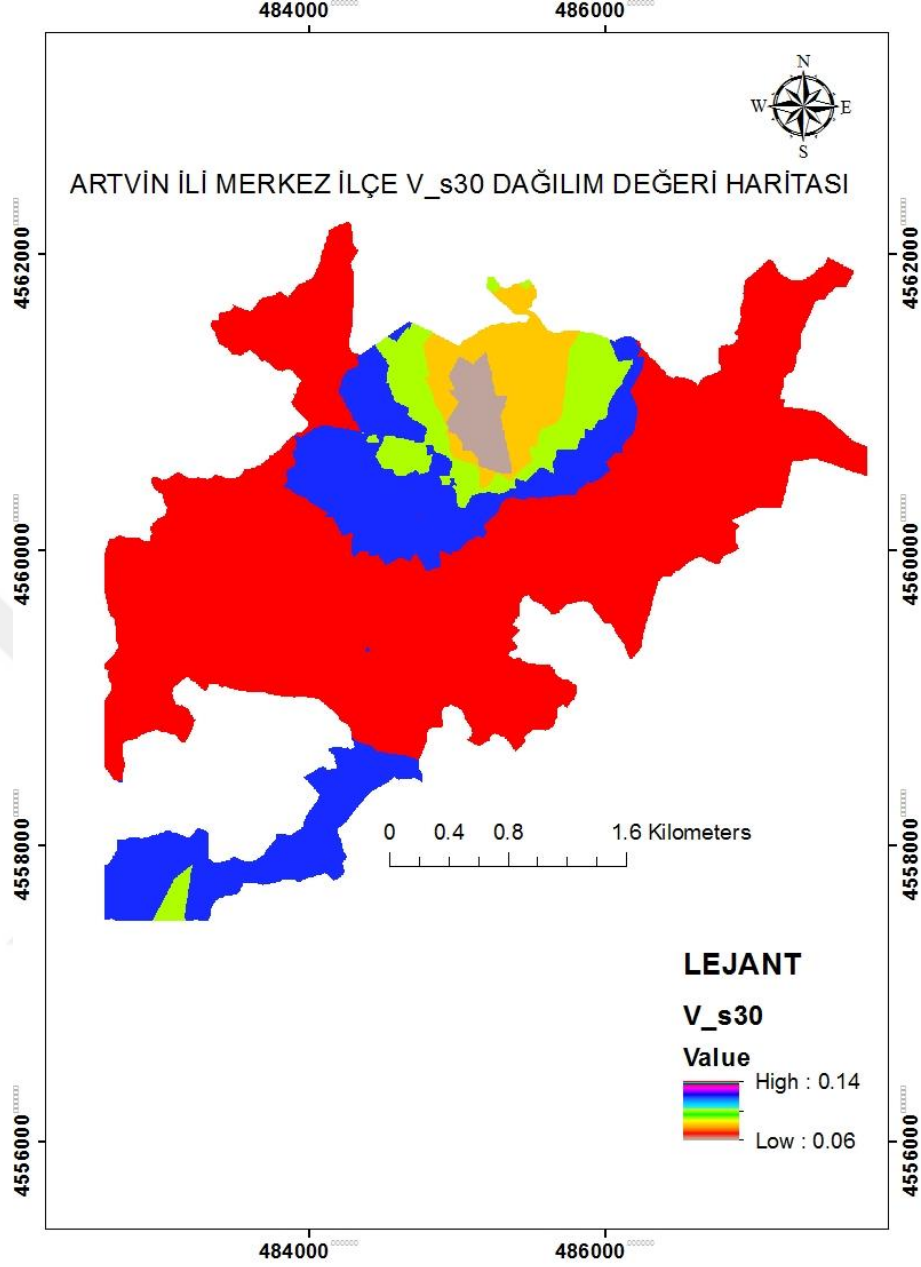 484000 486000
N
W E
S
ARTVİN İLİ MERKEZ İLÇE V_s30 DAĞILIM DEĞERİ HARİTASI
4562000 4562000
4560000 4560000
0 0.4 0.8 1.6 Kilometers
4558000 4558000
LEJANT
V_s30
Value
High : 0.14
Low : 0.06
4556000 4556000
484000 486000